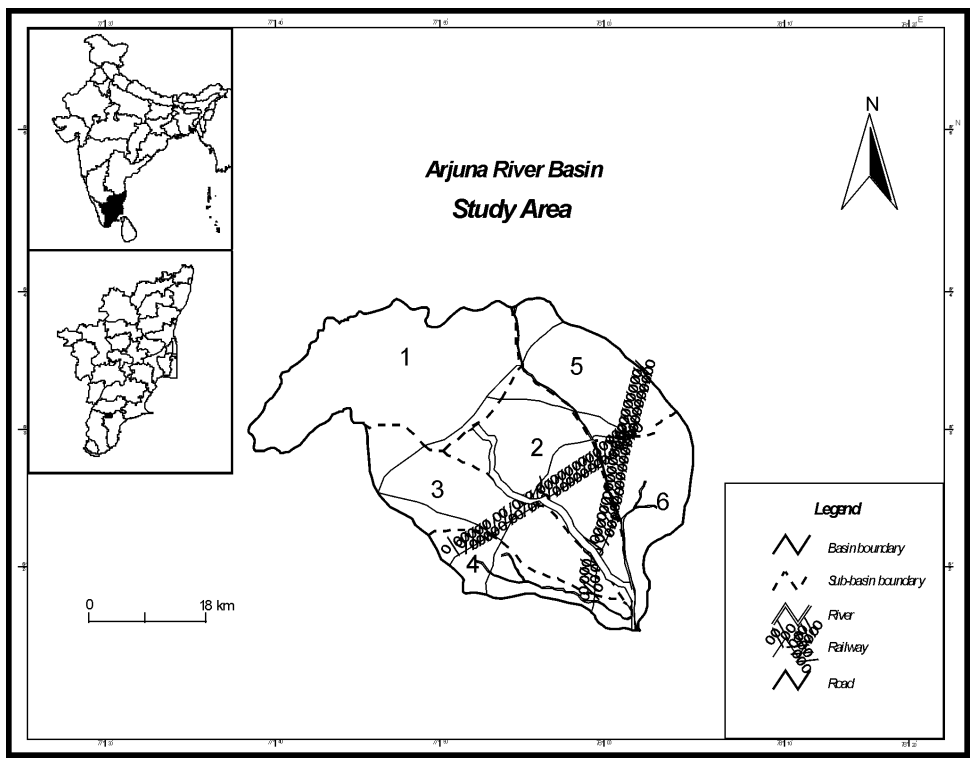 E
N
N
Arjuna River Basin
Study Area
1
5
2
3
6
4
0 18 km
Legend
Basin boundary
Sub-basin boundary
River
Railway
Road